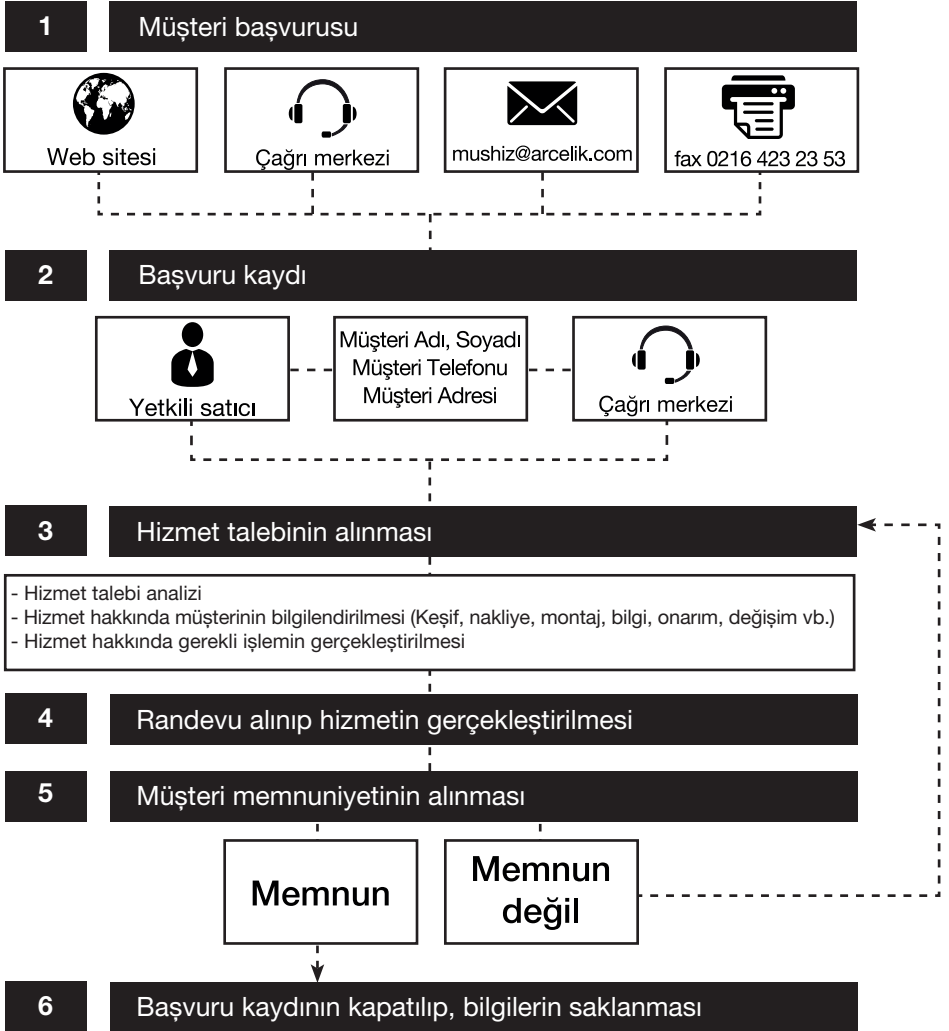 1 Müşteri başvurusu
Web sitesi
Çağrı merkezi
mushiz@arcelik.com
fax 0216 423 23 53
2 Başvuru kaydı
Yetkili satıcı
Müşteri Adı, Soyadı
Müşteri Telefonu
Müşteri Adresi
Çağrı merkezi
3 Hizmet talebinin alınması
- Hizmet talebi analizi
- Hizmet hakkında müşterinin bilgilendirilmesi (Keşif, nakliye, montaj, bilgi, onarım, değişim vb.)
- Hizmet hakkında gerekli işlemin gerçekleştirilmesi
4 Randevu alınıp hizmetin gerçekleştirilmesi
5 Müşteri memnuniyetinin alınması
Memnun
Memnun
değil
6 Başvuru kaydının kapatılıp, bilgilerin saklanması